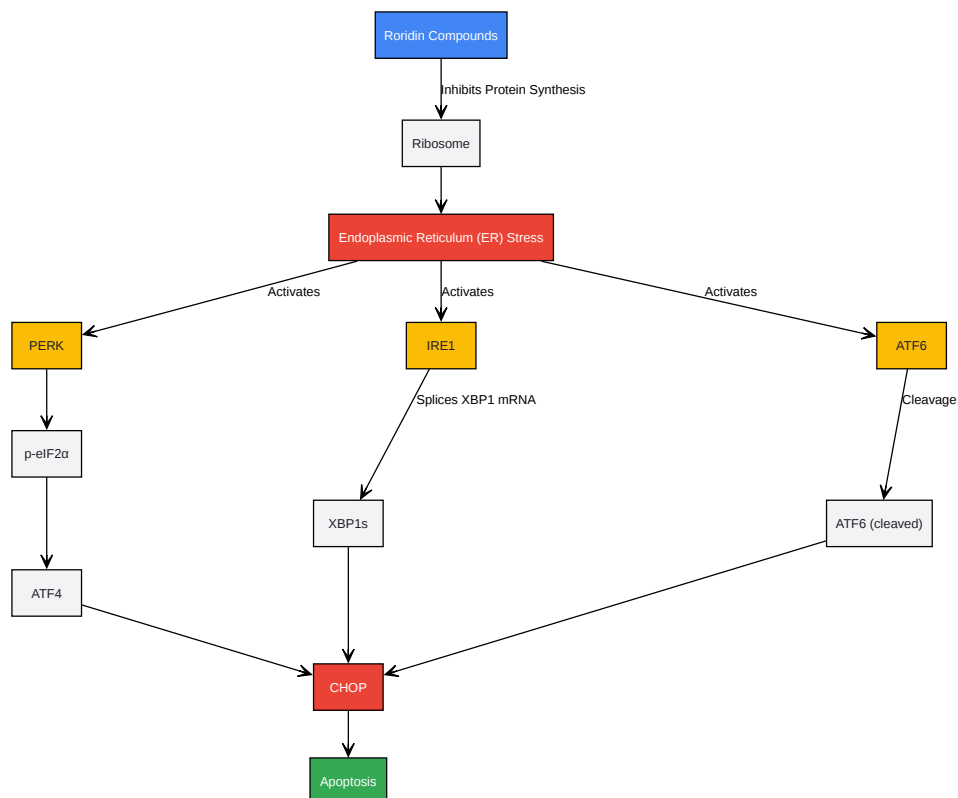 Roridin Compounds
Inhibits Protein Synthesis
Ribosome
Endoplasmic Reticulum (ER) Stress
Activates
Activates
Activates
PERK
IRE1
ATF6
Splices XBP1 mRNA
Cleavage
p-eIF2α
XBP1s
ATF6 (cleaved)
ATF4
CHOP
Apoptosis